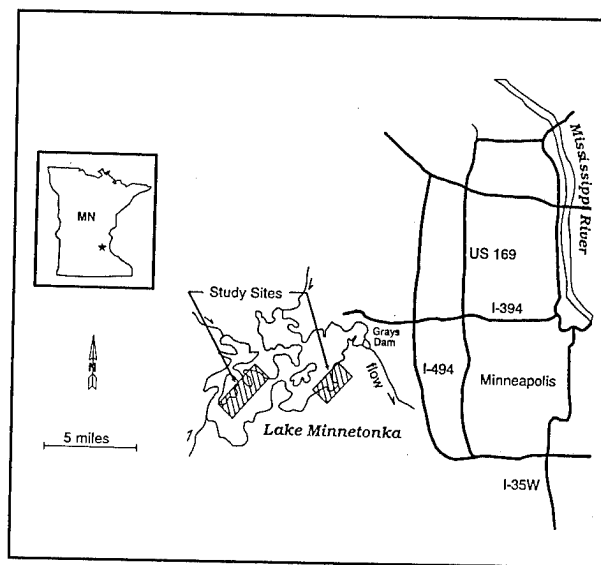 Mississippi River
MN
US 169
Study Sites
I-394
Grays
Dam
I-494
flow
Minneapolis
N
5 miles
Lake Minnetonka
I-35W